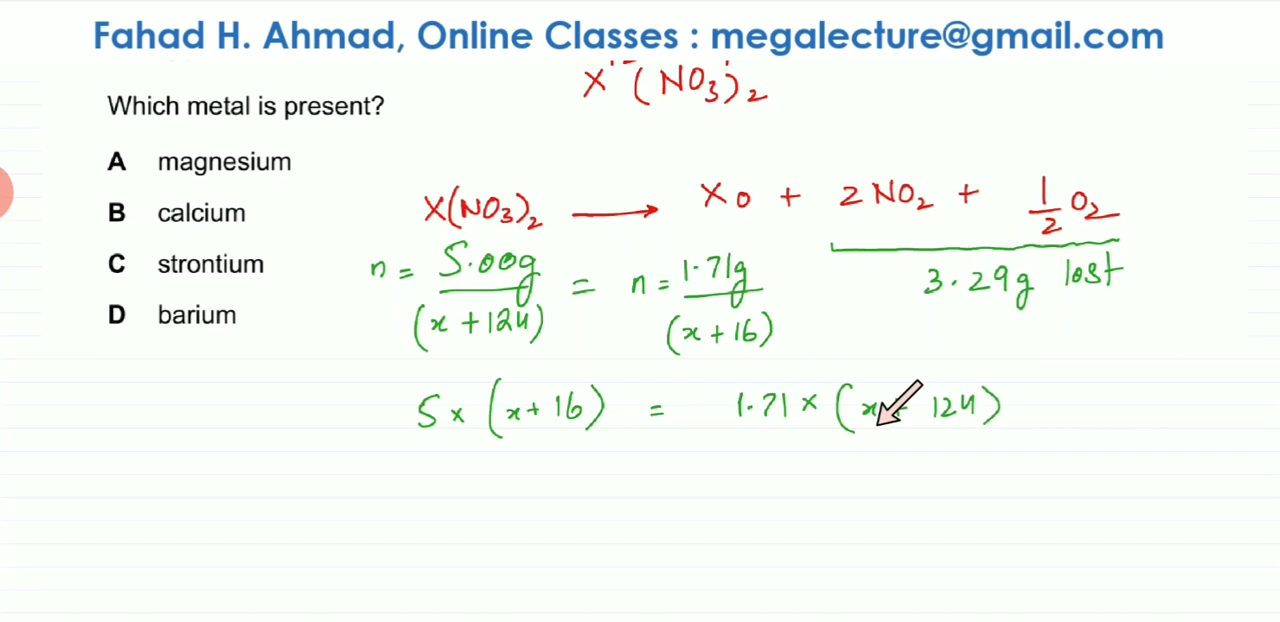 Fahad H. Ahmad, Online Classes : megalecture@gmail.com
X (NO3)2
Which metal is present?
A magnesium
B calcium
C strontium
D barium
X(NO3)2 → XO + 2NO2 + 1/2 O2
n = 5.00g/(x + 124) = n = 1.71g/(x + 16) 3.29g lost
5 × (x + 16) = 1.71 × (x + 124)